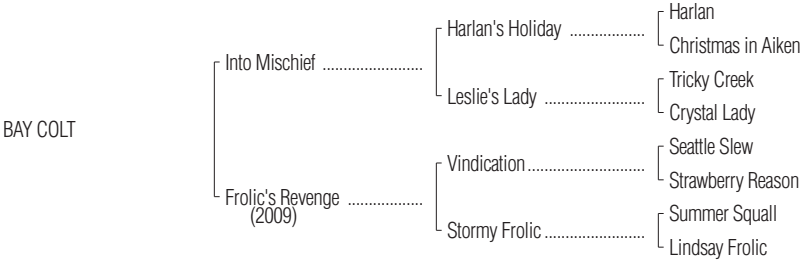 Harlan
Harlan's Holiday ..................
Christmas in Aiken
Into Mischief ........................
Tricky Creek
Leslie's Lady ........................
Crystal Lady
BAY COLT
Seattle Slew
Vindication............................
Strawberry Reason
Frolic's Revenge ..................
(2009)
Summer Squall
Stormy Frolic ........................
Lindsay Frolic